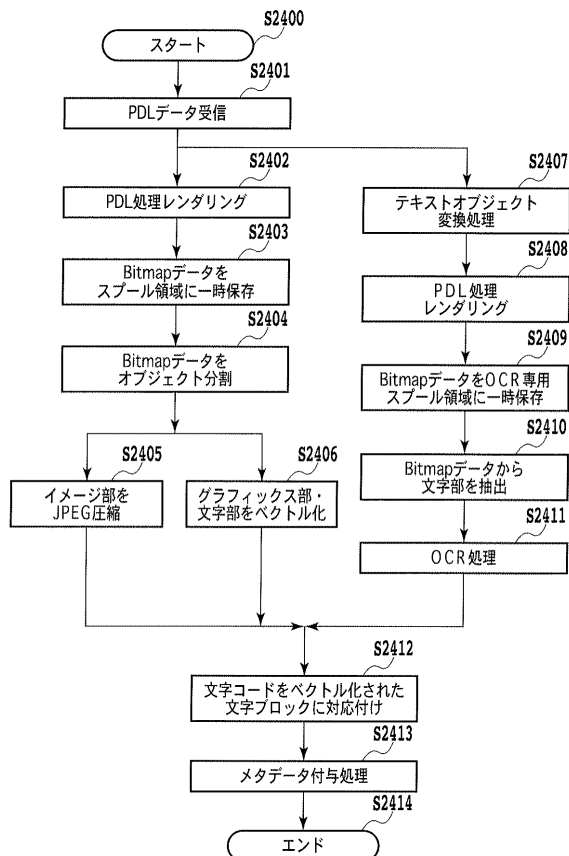 S2400
スタート
S2401
PDLデータ受信
S2402
PDL処理レンダリング
S2403
Bitmapデータを
スプール領域に一時保存
S2404
Bitmapデータを
オブジェクト分割
S2405
イメージ部を
JPEG圧縮
S2406
グラフィックス部・
文字部をベクトル化
S2407
テキストオブジェクト
変換処理
S2408
PDL処理
レンダリング
S2409
BitmapデータをOCR専用
スプール領域に一時保存
S2410
Bitmapデータから
文字部を抽出
S2411
OCR処理
S2412
文字コードをベクトル化された
文字ブロックに対応付け
S2413
メタデータ付与処理
S2414
エンド